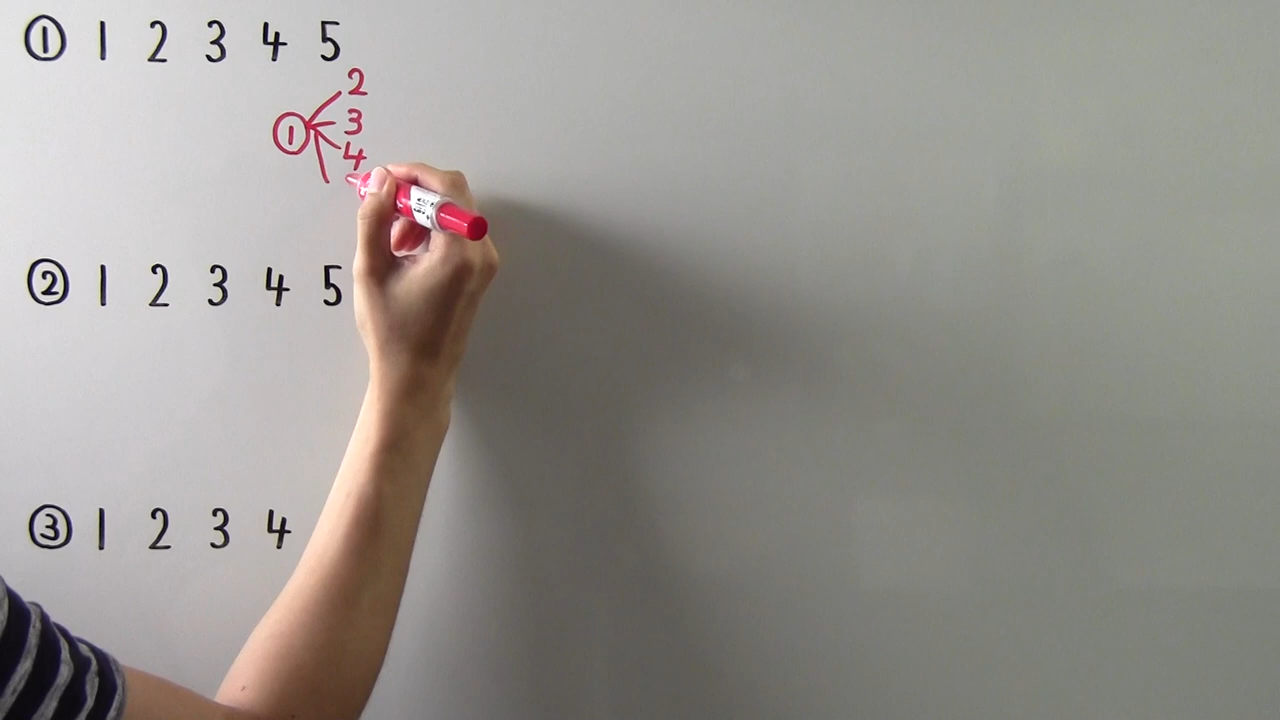 ① 1 2 3 4 5
2
① 3
4
② 1 2 3 4 5
③ 1 2 3 4